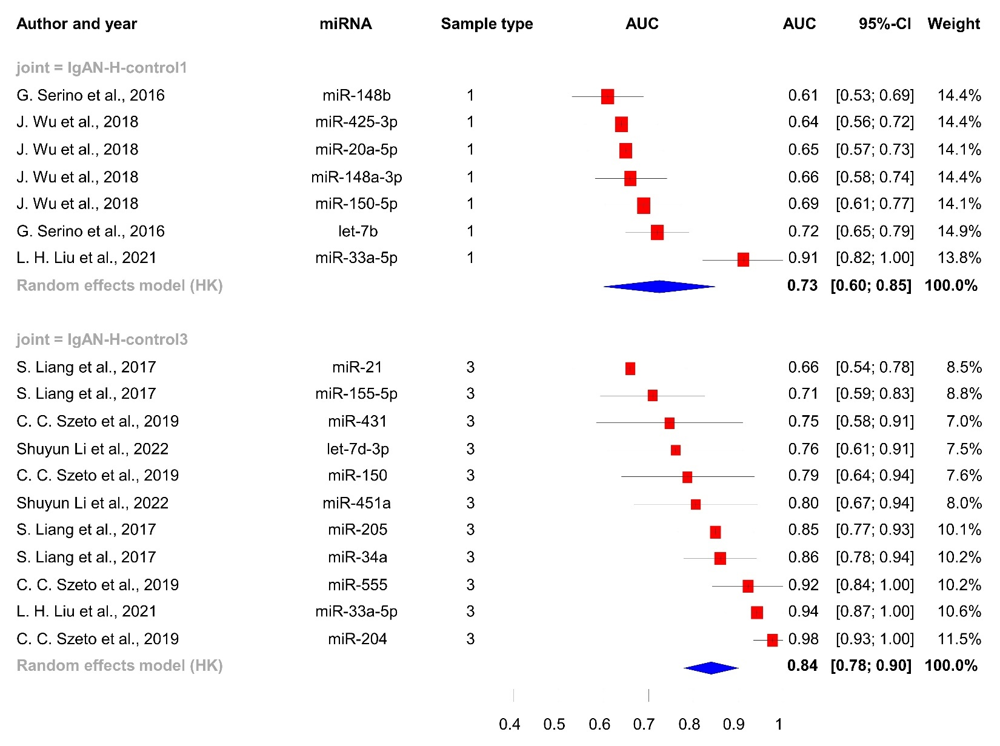 Author and year miRNA Sample type AUC AUC 95%-CI Weight
joint = IgAN-H-control1
G. Serino et al., 2016 miR-148b 1 0.61 [0.53; 0.69] 14.4%
J. Wu et al., 2018 miR-425-3p 1 0.64 [0.56; 0.72] 14.4%
J. Wu et al., 2018 miR-20a-5p 1 0.65 [0.57; 0.73] 14.1%
J. Wu et al., 2018 miR-148a-3p 1 0.66 [0.58; 0.74] 14.4%
J. Wu et al., 2018 miR-150-5p 1 0.69 [0.61; 0.77] 14.1%
G. Serino et al., 2016 let-7b 1 0.72 [0.65; 0.79] 14.9%
L. H. Liu et al., 2021 miR-33a-5p 1 0.91 [0.82; 1.00] 13.8%
Random effects model (HK) 0.73 [0.60; 0.85] 100.0%
joint = IgAN-H-control3
S. Liang et al., 2017 miR-21 3 0.66 [0.54; 0.78] 8.5%
S. Liang et al., 2017 miR-155-5p 3 0.71 [0.59; 0.83] 8.8%
C. C. Szeto et al., 2019 miR-431 3 0.75 [0.58; 0.91] 7.0%
Shuyun Li et al., 2022 let-7d-3p 3 0.76 [0.61; 0.91] 7.5%
C. C. Szeto et al., 2019 miR-150 3 0.79 [0.64; 0.94] 7.6%
Shuyun Li et al., 2022 miR-451a 3 0.80 [0.67; 0.94] 8.0%
S. Liang et al., 2017 miR-205 3 0.85 [0.77; 0.93] 10.1%
S. Liang et al., 2017 miR-34a 3 0.86 [0.78; 0.94] 10.2%
C. C. Szeto et al., 2019 miR-555 3 0.92 [0.84; 1.00] 10.2%
L. H. Liu et al., 2021 miR-33a-5p 3 0.94 [0.87; 1.00] 10.6%
C. C. Szeto et al., 2019 miR-204 3 0.98 [0.93; 1.00] 11.5%
Random effects model (HK) 0.84 [0.78; 0.90] 100.0%
0.4 0.5 0.6 0.7 0.8 0.9 1